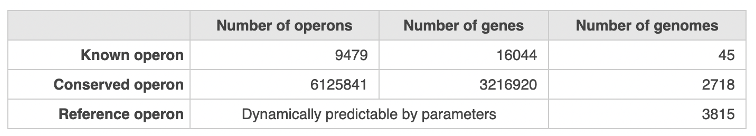 Number of operons Number of genes Number of genomes
Known operon 9479 16044 45
Conserved operon 6125841 3216920 2718
Reference operon Dynamically predictable by parameters 3815